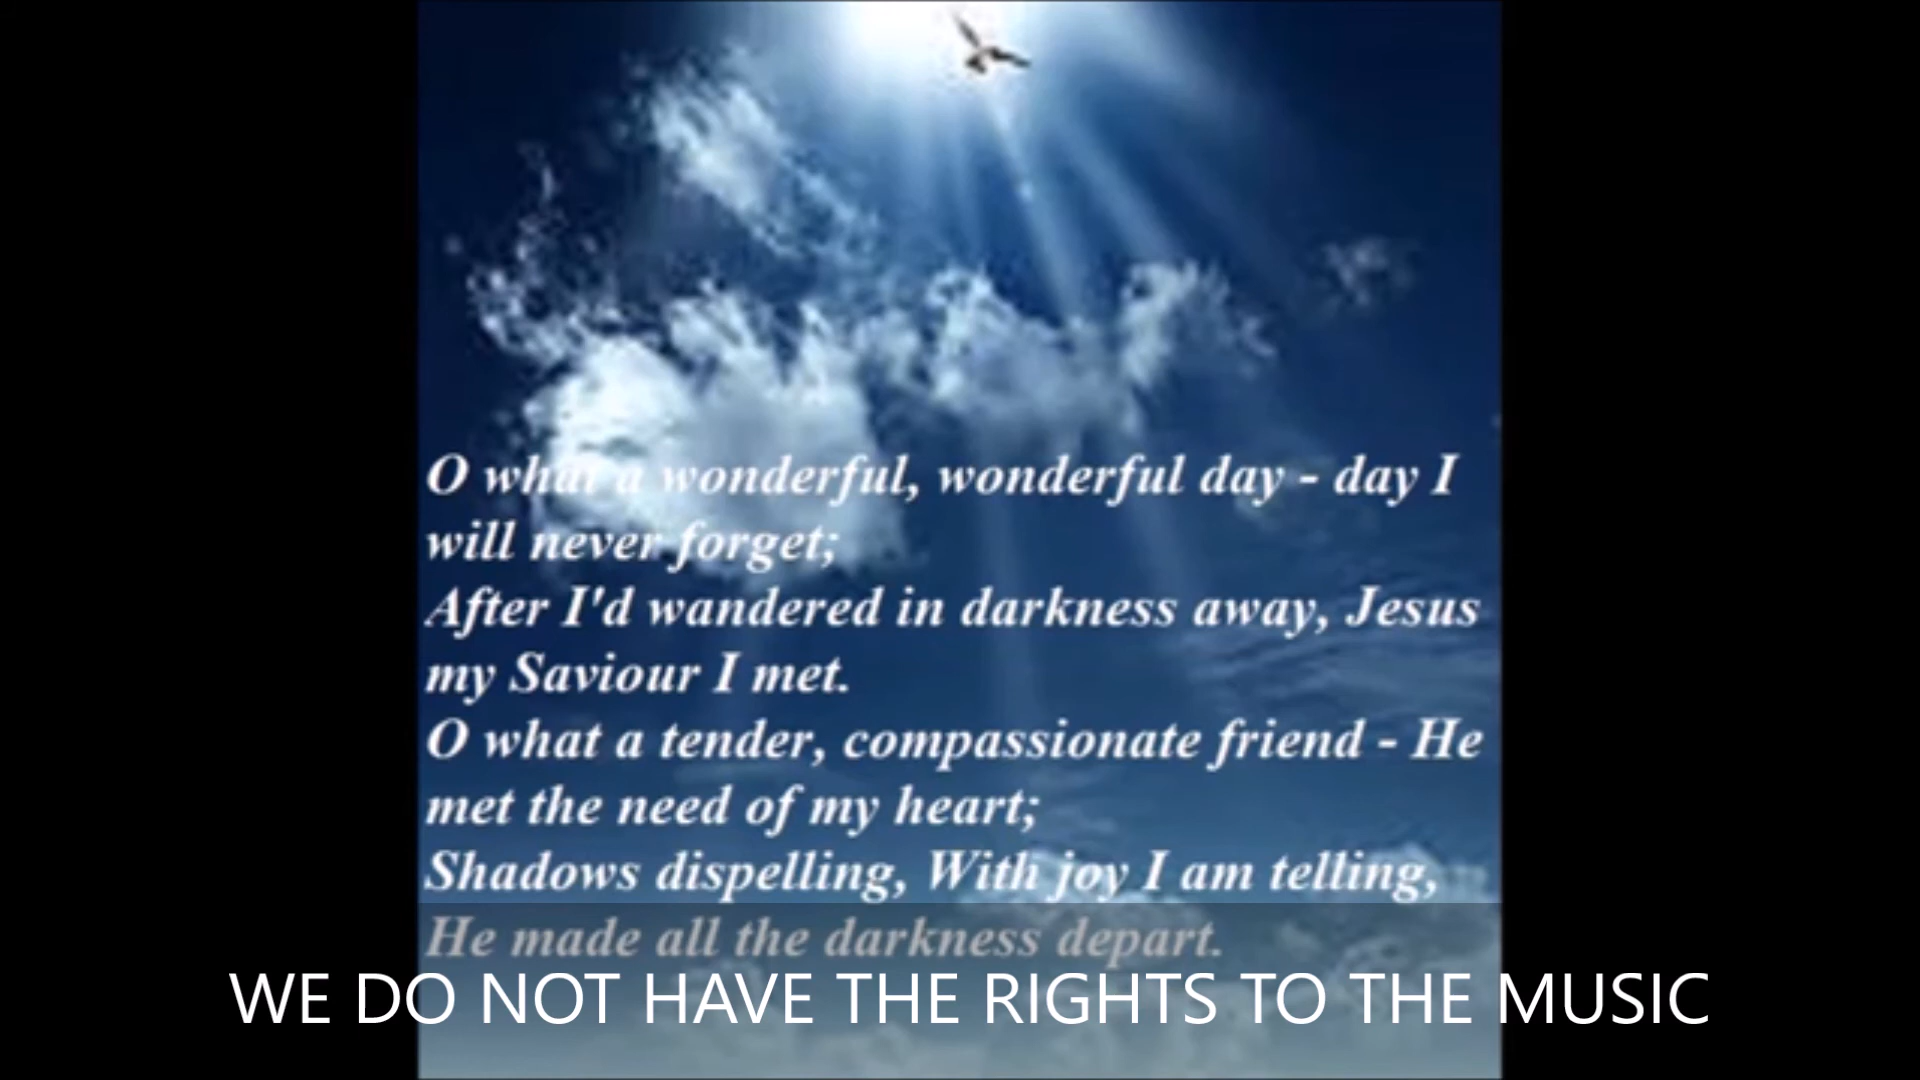 O what a wonderful, wonderful day - day I
will never forget;
After I'd wandered in darkness away, Jesus
my Saviour I met.
O what a tender, compassionate friend - He
met the need of my heart;
Shadows dispelling, With joy I am telling,
He made all the darkness depart.
WE DO NOT HAVE THE RIGHTS TO THE MUSIC